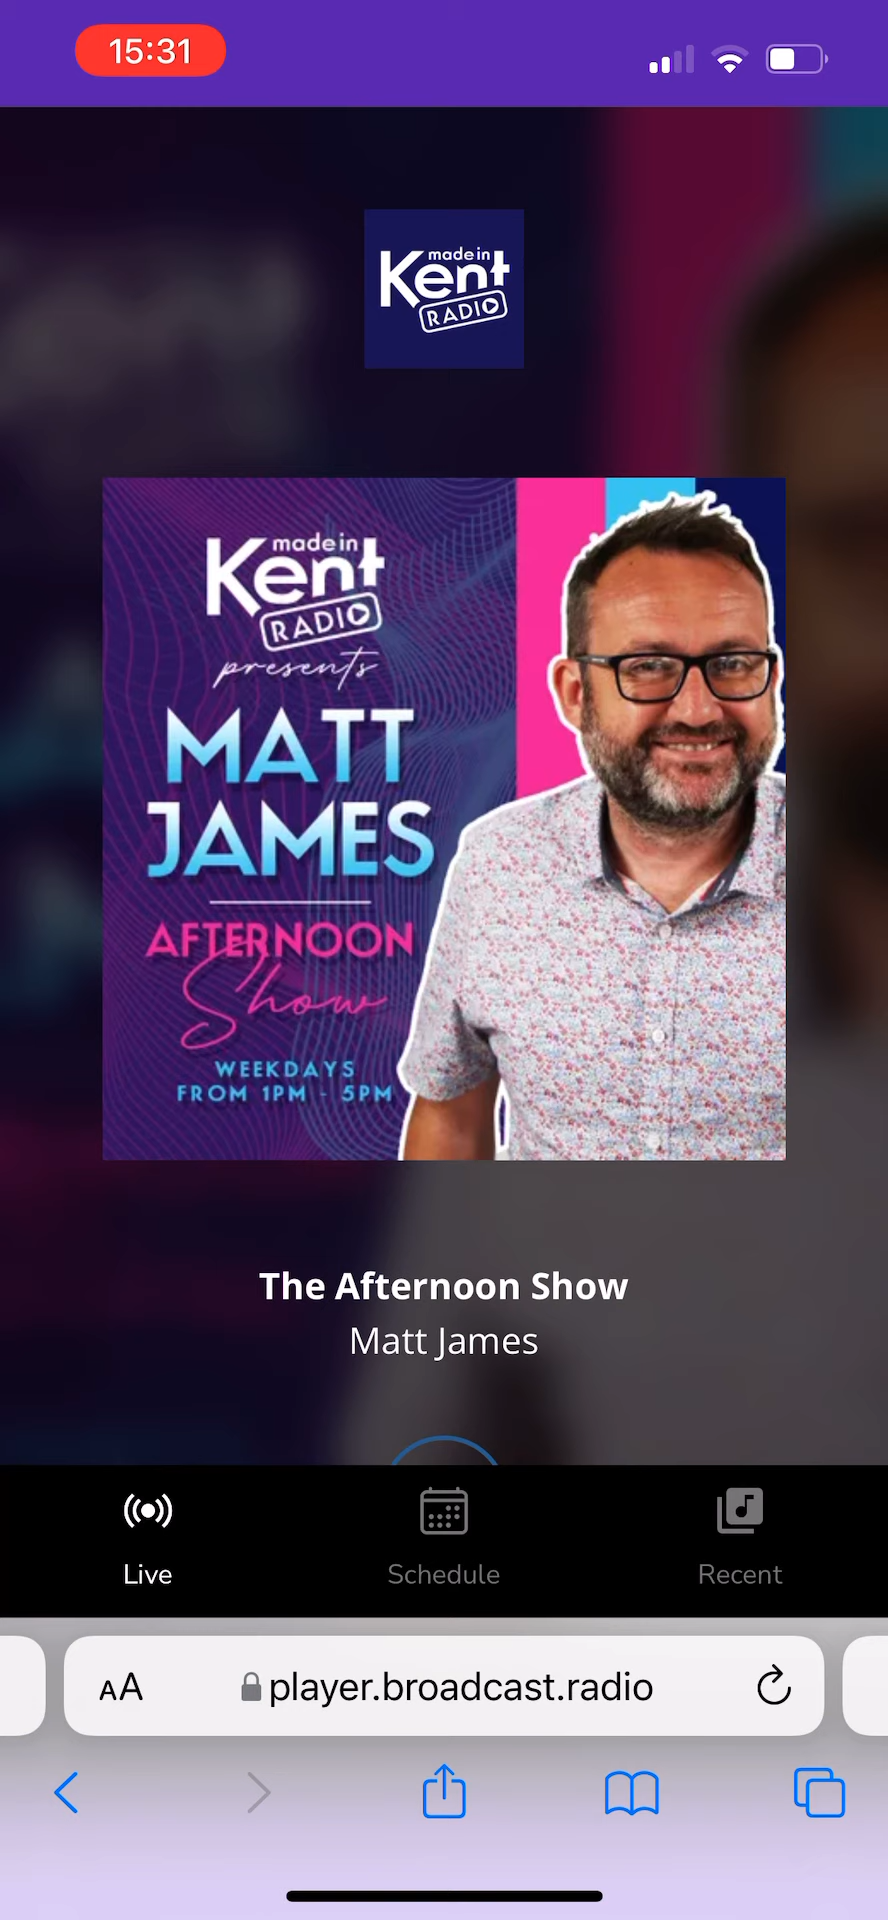 15:31
made in
Kent
RADIO
made in
Kent
RADIO
presents
MATT
JAMES
AFTERNOON
Show
WEEKDAYS
FROM 1PM - 5PM
The Afternoon Show
Matt James
Live
Schedule
Recent
AA
player.broadcast.radio